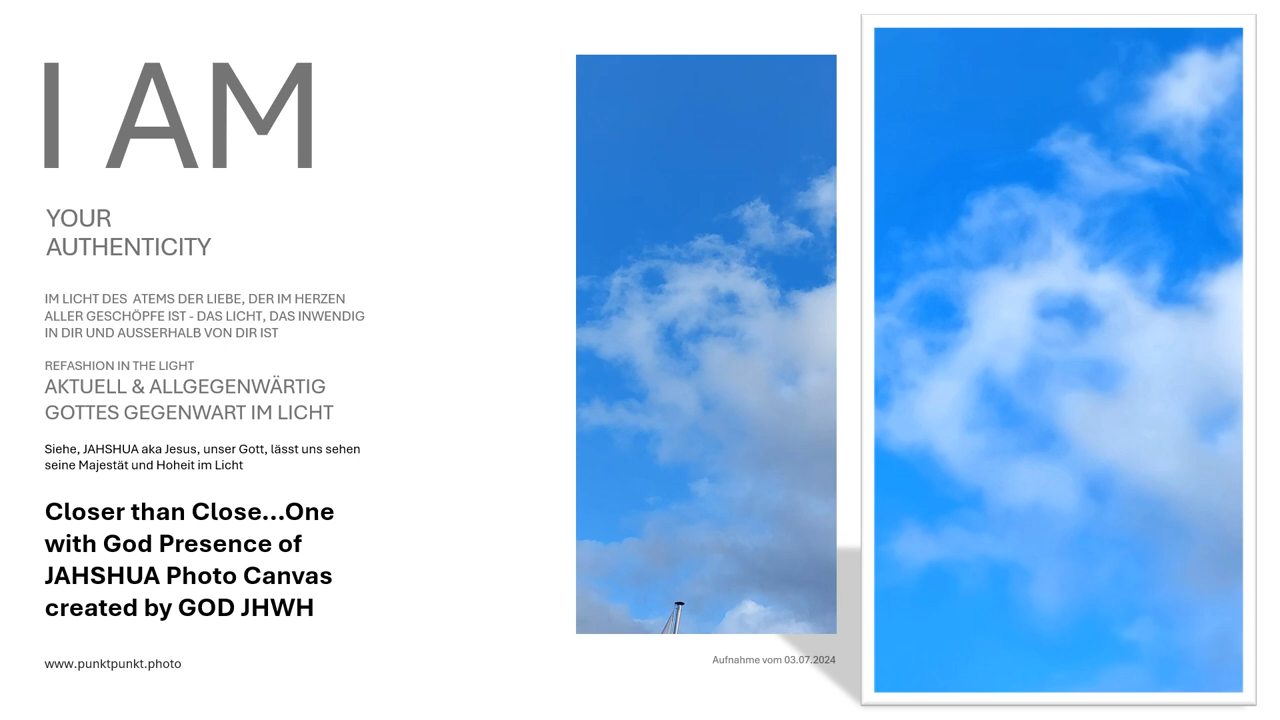 I AM
YOUR
AUTHENTICITY
IM LICHT DES  ATEMS DER LIEBE, DER IM HERZEN
ALLER GESCHÖPFE IST - DAS LICHT, DAS INWENDIG
IN DIR UND AUSSERHALB VON DIR IST
REFASHION IN THE LIGHT
AKTUELL & ALLGEGENWÄRTIG
GOTTES GEGENWART IM LICHT
Siehe, JAHSHUA aka Jesus, unser Gott, lässt uns sehen
seine Majestät und Hoheit im Licht
Closer than Close...One
with God Presence of
JAHSHUA Photo Canvas
created by GOD JHWH
www.punktpunkt.photo
Aufnahme vom 03.07.2024